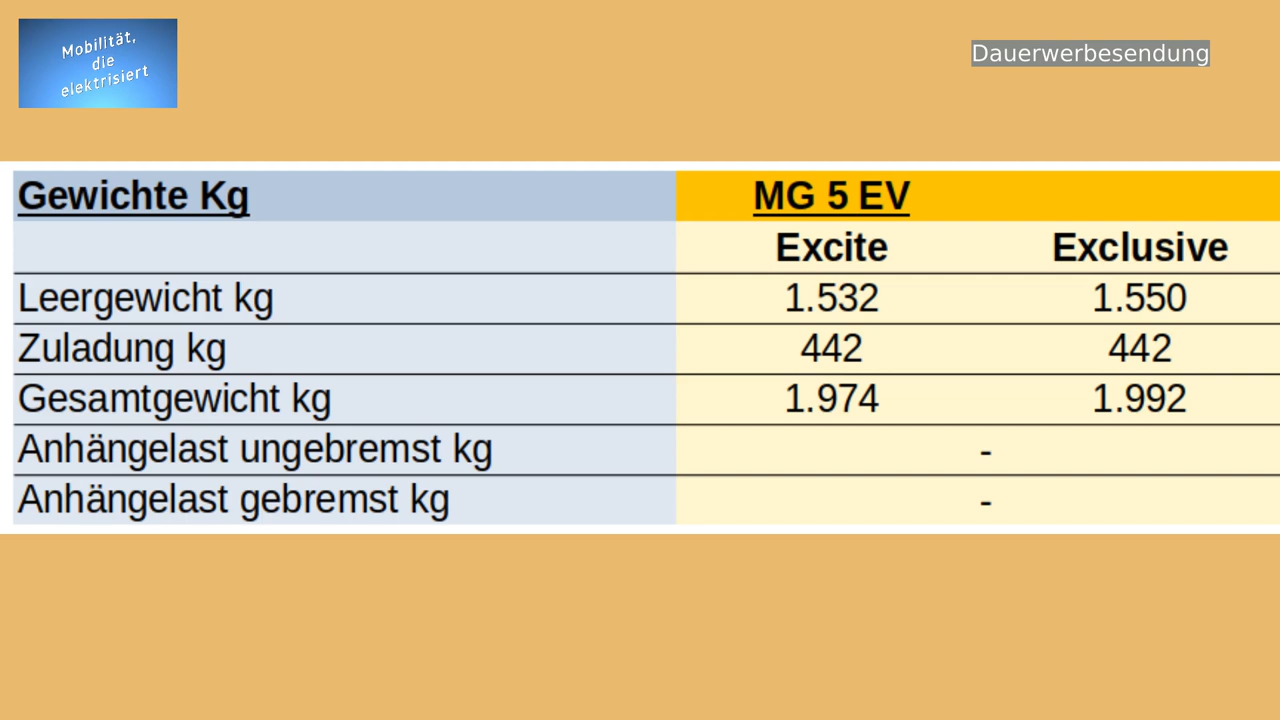 Mobilität,
die
elektrisiert
Dauerwerbesendung
Gewichte Kg MG 5 EV
Excite Exclusive
Leergewicht kg 1.532 1.550
Zuladung kg 442 442
Gesamtgewicht kg 1.974 1.992
Anhängelast ungebremst kg -
Anhängelast gebremst kg -